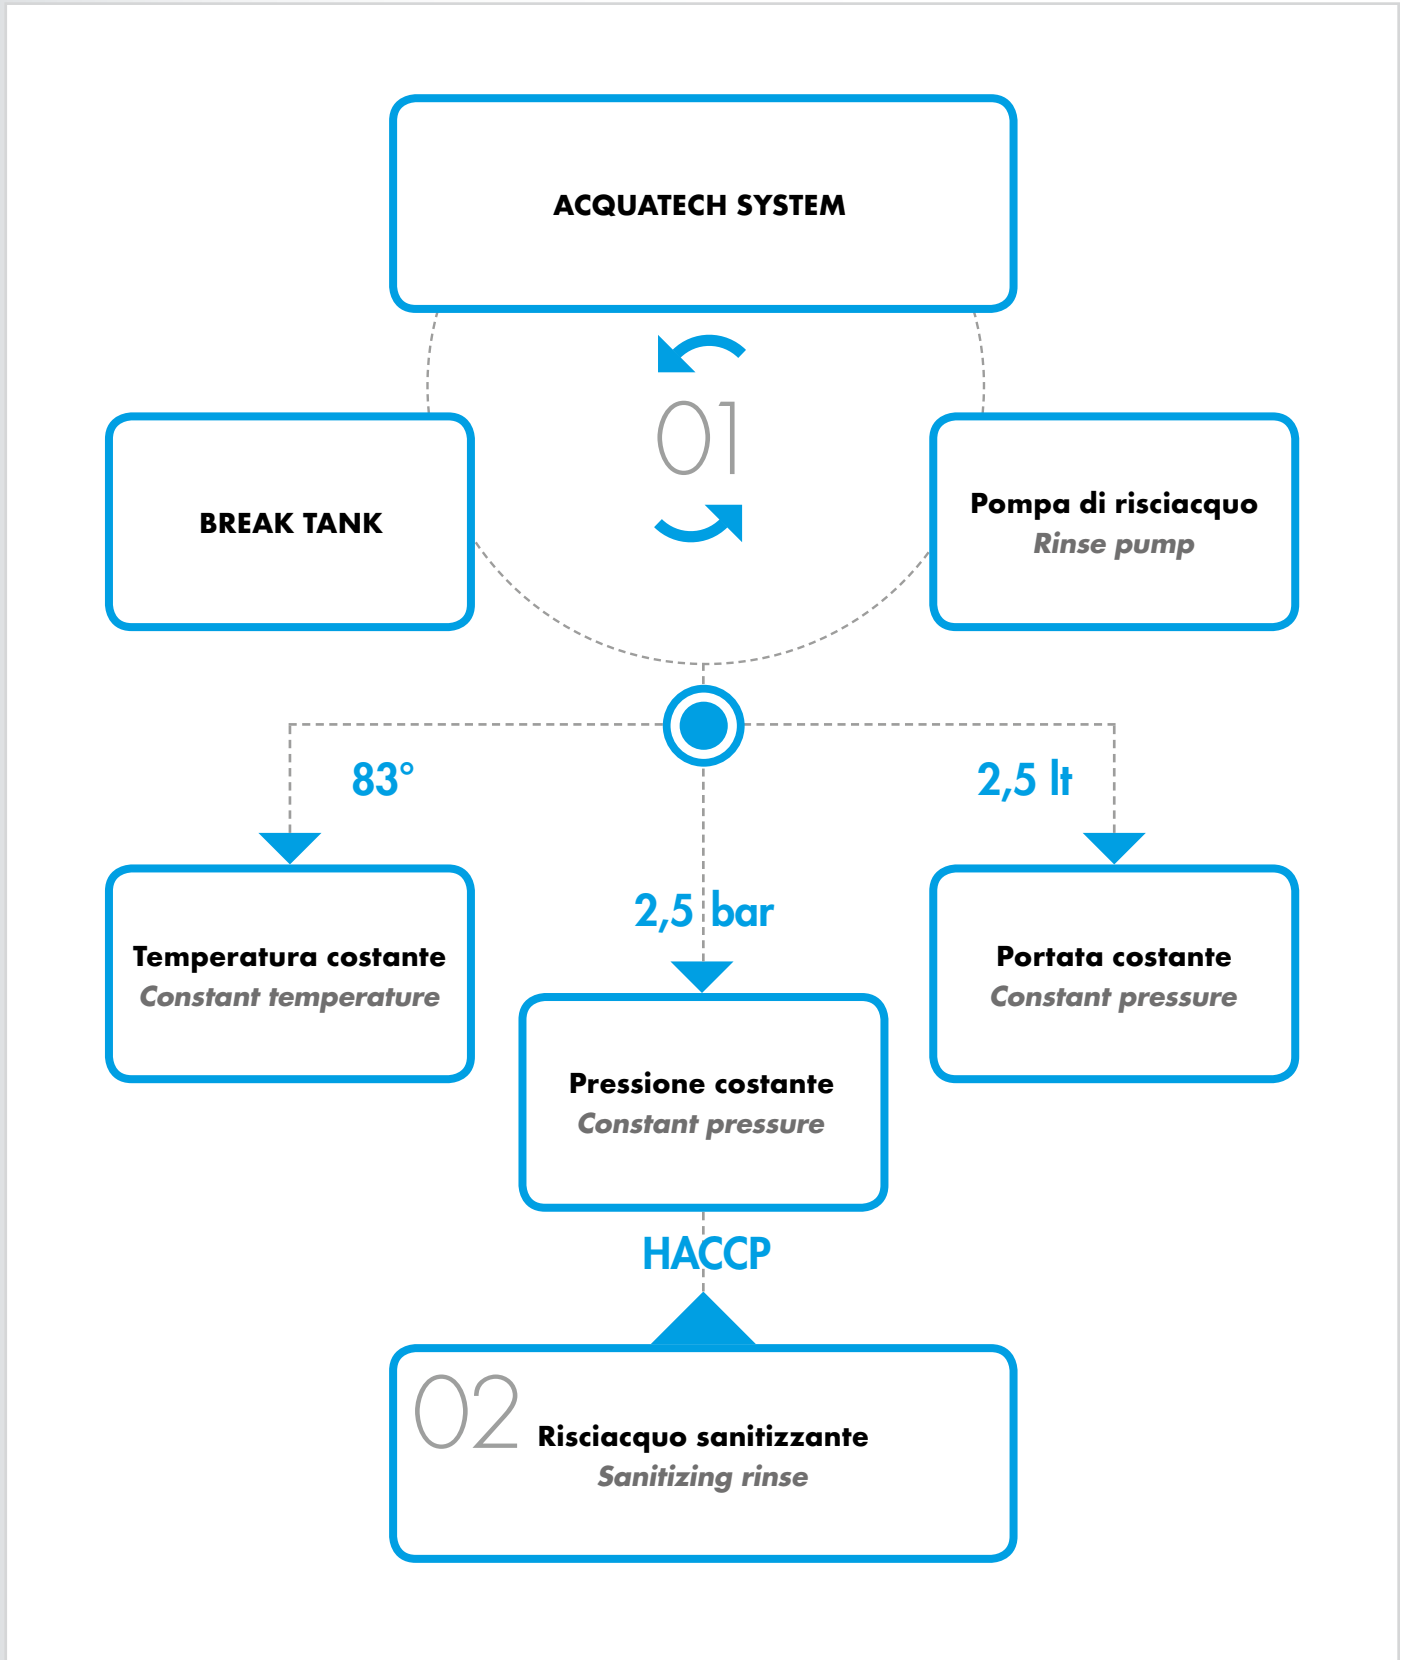 ACQUATECH SYSTEM
01
BREAK TANK
Pompa di risciacquo
Rinse pump
83°
2,5 lt
2,5 bar
Temperatura costante
Constant temperature
Portata costante
Constant pressure
Pressione costante
Constant pressure
HACCP
02
Risciacquo sanitizzante
Sanitizing rinse